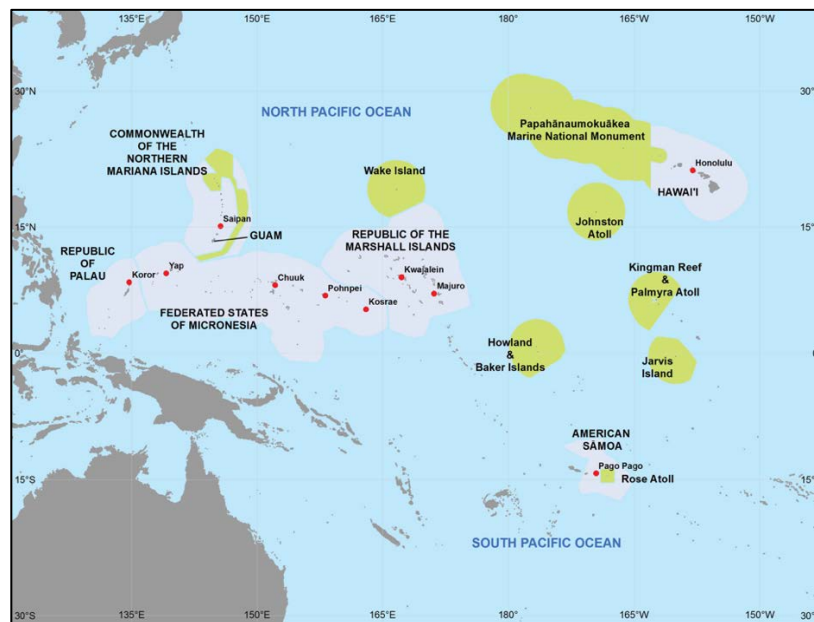 135°E 150°E 165°E 180° 165°W 150°W
30°N 30°N
NORTH PACIFIC OCEAN
Papahānaumokuākea
Marine National Monument
COMMONWEALTH
OF THE
NORTHERN
MARIANA ISLANDS
Honolulu
HAWAI'I
Wake Island
Saipan
GUAM
15°N 15°N
Johnston
Atoll
REPUBLIC OF THE
MARSHALL ISLANDS
REPUBLIC
OF
PALAU
Koror
Yap
Chuuk
Pohnpei
Kosrae
Kwajalein
Majuro
Kingman Reef
&
Palmyra Atoll
FEDERATED STATES
OF MICRONESIA
Howland
&
Baker Islands
0° 0°
Jarvis
Island
AMERICAN
SĀMOA
Pago Pago
Rose Atoll
15°S 15°S
SOUTH PACIFIC OCEAN
30°S 30°S
135°E 150°E 165°E 180° 165°W 150°W